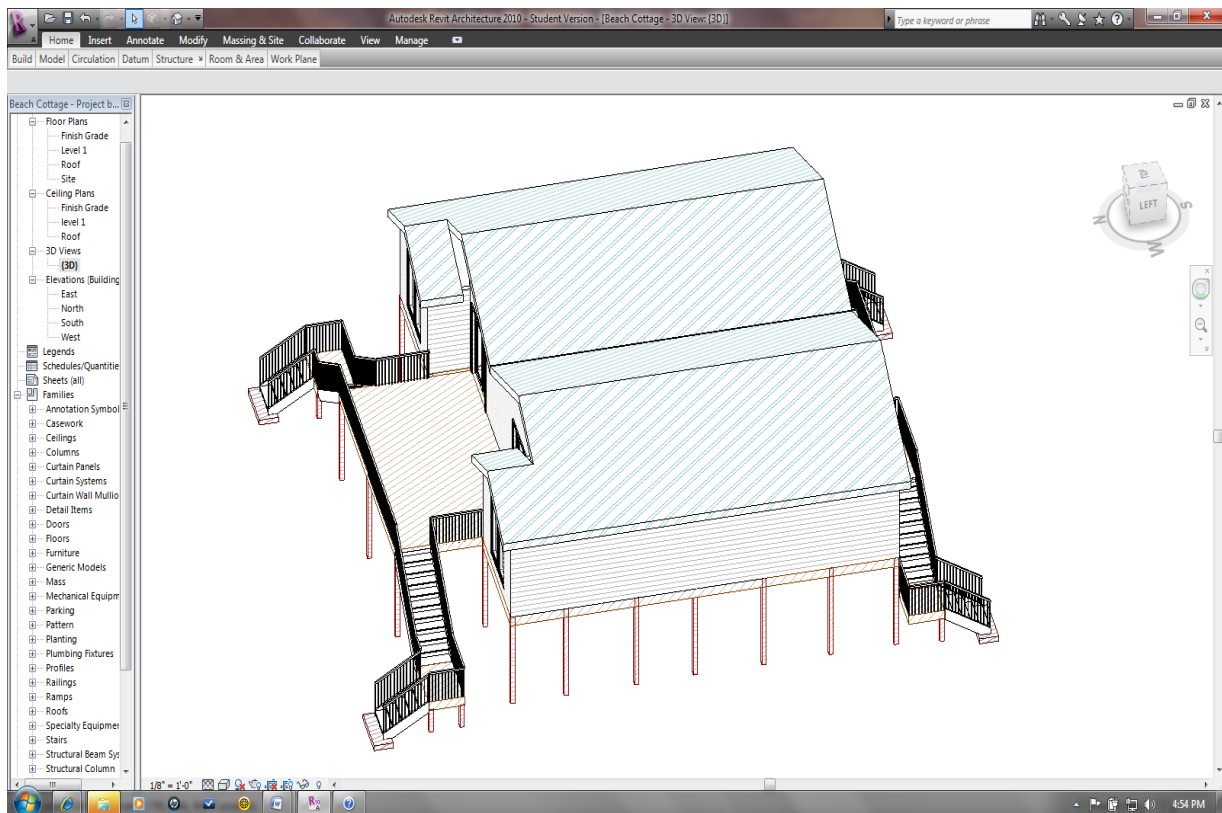 Autodesk Revit Architecture 2010 - Student Version - [Beach Cottage - 3D View: {3D}]
Type a keyword or phrase
Home Insert Annotate Modify Massing & Site Collaborate View Manage
Build Model Circulation Datum Structure Room & Area Work Plane
Beach Cottage - Project b...
Floor Plans
Finish Grade
Level 1
Roof
Site
Ceiling Plans
Finish Grade
level 1
Roof
3D Views
{3D}
Elevations (Building
East
North
South
West
Legends
Schedules/Quantitie
Sheets (all)
Families
Annotation Symbol
Casework
Ceilings
Columns
Curtain Panels
Curtain Systems
Curtain Wall Mullio
Detail Items
Doors
Floors
Furniture
Generic Models
Mass
Mechanical Equipm
Parking
Pattern
Planting
Plumbing Fixtures
Profiles
Railings
Ramps
Roofs
Specialty Equipmer
Stairs
Structural Beam Sys
Structural Column
LEFT
N
S
W
1/8" = 1'-0"
4:54 PM